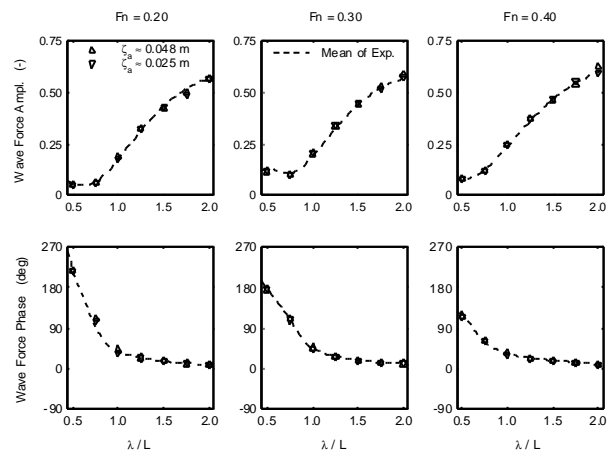 Fn = 0.20 Fn = 0.30 Fn = 0.40
Wave Force Ampl. (-)
0.75 0.75 0.75
0.50 0.50 0.50
0.25 0.25 0.25
0 0 0
ζa ≈ 0.048 m
ζa ≈ 0.025 m
Mean of Exp.
0.5 1.0 1.5 2.0 0.5 1.0 1.5 2.0 0.5 1.0 1.5 2.0
Wave Force Phase (deg)
270 270 270
180 180 180
90 90 90
0 0 0
-90 -90 -90
0.5 1.0 1.5 2.0 0.5 1.0 1.5 2.0 0.5 1.0 1.5 2.0
λ / L λ / L λ / L